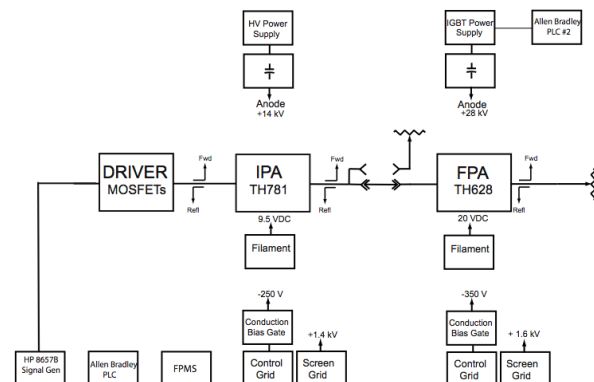 HV Power
Supply
IGBT Power
Supply
Allen Bradley
PLC #2
Anode
+14 kV
Anode
+28 kV
DRIVER
MOSFETs
Fwd
Refl
IPA
TH781
Fwd
Refl
FPA
TH628
Fwd
Refl
9.5 VDC
20 VDC
Filament
Filament
-250 V
-350 V
Conduction
Bias Gate
+1.4 kV
Conduction
Bias Gate
+ 1.6 kV
HP 8657B
Signal Gen
Allen Bradley
PLC
FPMS
Control
Grid
Screen
Grid
Control
Grid
Screen
Grid